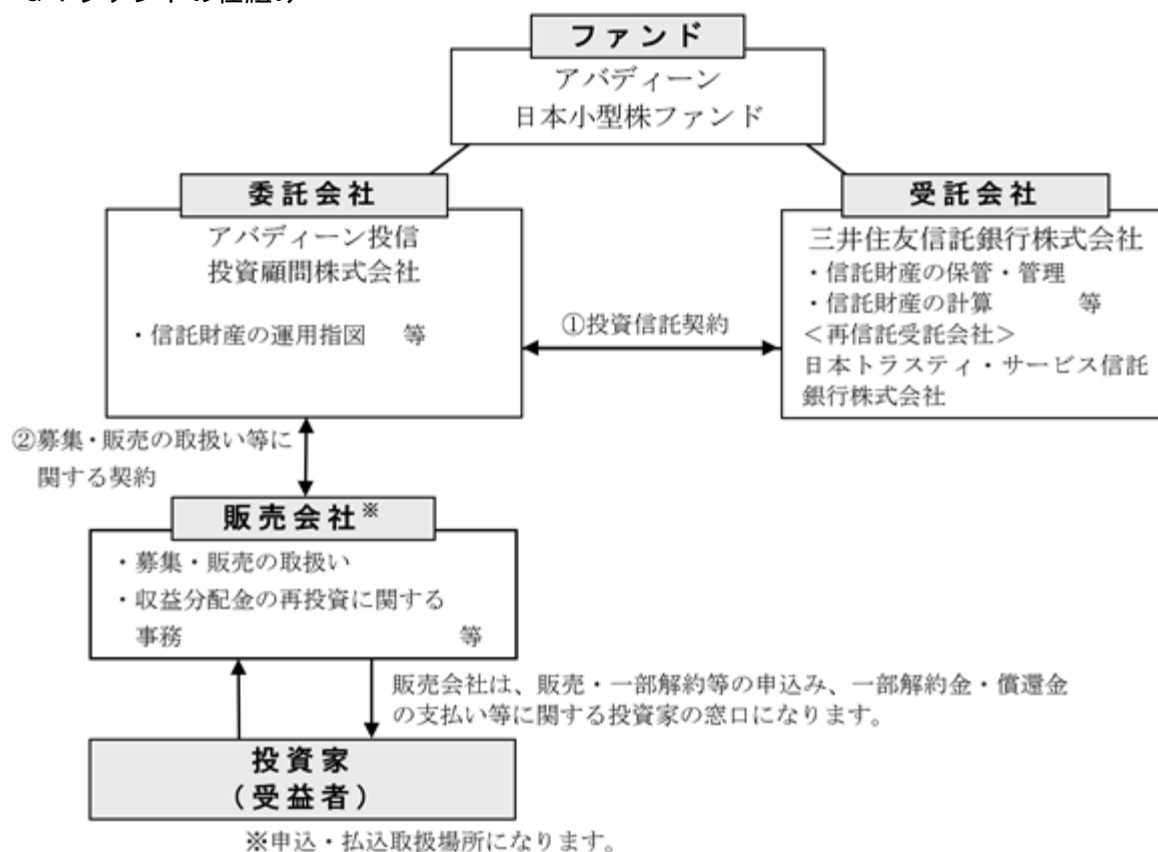 ファンドの仕組み
ファンド
アバディーン
日本小型株ファンド
委託会社
アバディーン投信
投資顧問株式会社
・信託財産の運用指図 等
①投資信託契約
受託会社
三井住友信託銀行株式会社
・信託財産の保管・管理
・信託財産の計算 等
<再信託受託会社>
日本トラスティ・サービス信託
銀行株式会社
②募集・販売の取扱い等に
関する契約
販売会社※
・募集・販売の取扱い
・収益分配金の再投資に関する
事務 等
販売会社は、販売・一部解約等の申込み、一部解約金・償還金
の支払い等に関する投資家の窓口になります。
投資家
(受益者)
※申込・払込取扱場所になります。